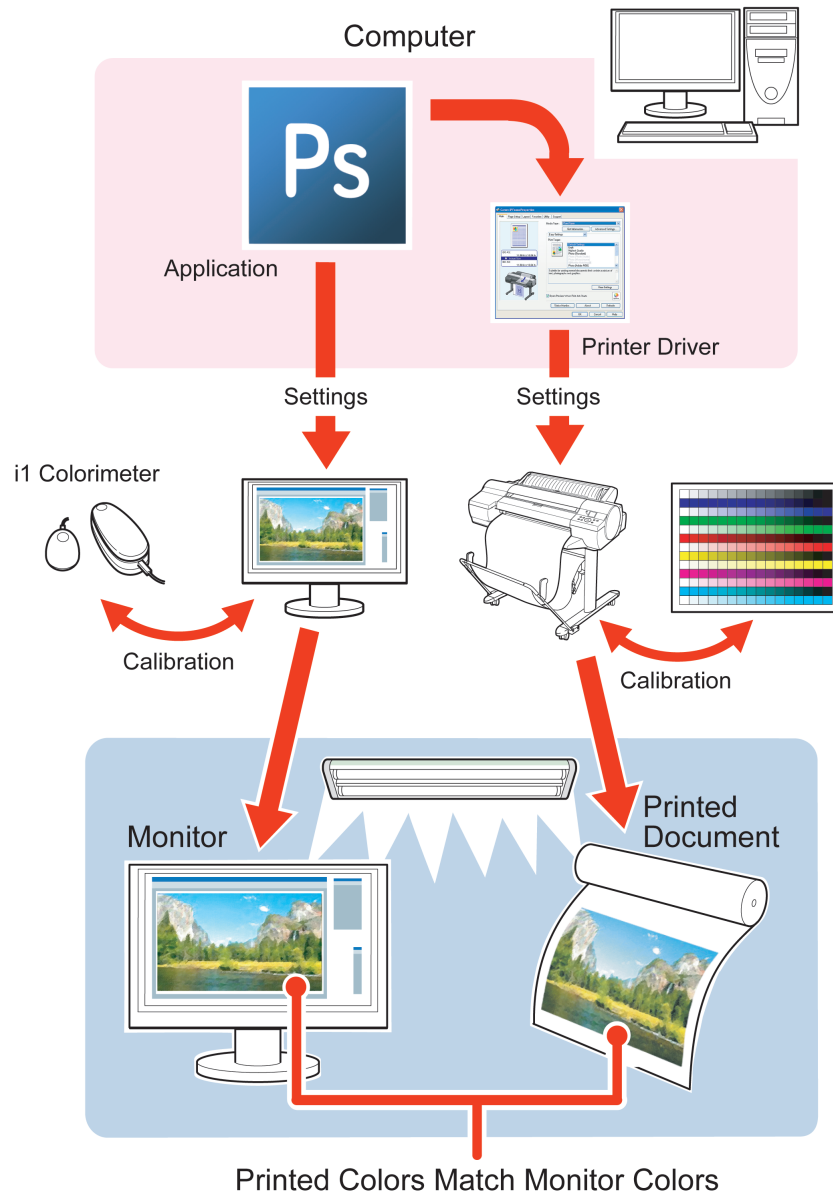 Computer
Ps
Application
Printer Driver
Settings
Settings
i1 Colorimeter
Calibration
Calibration
Monitor
Printed
Document
Printed Colors Match Monitor Colors